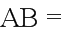 AB =